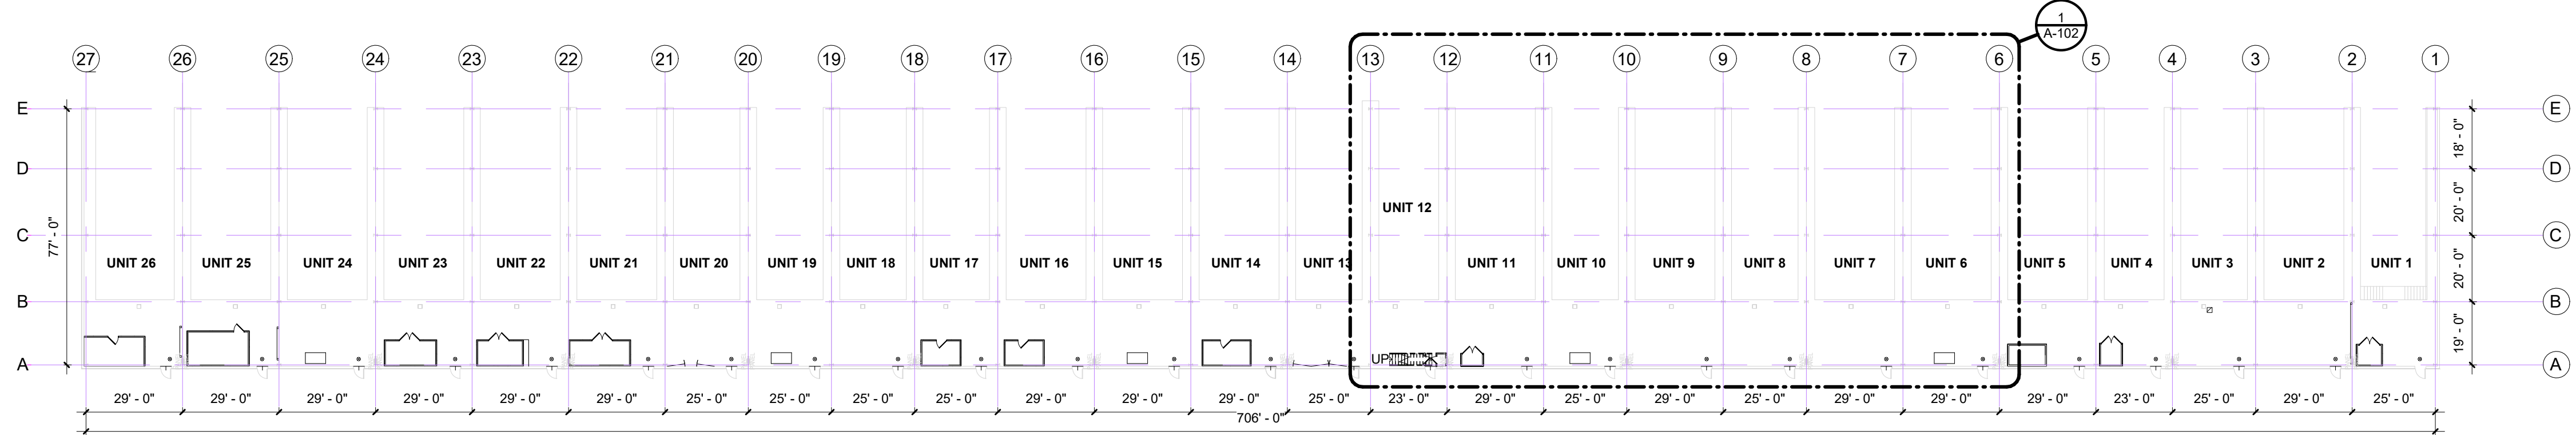 1
A-102
27 26 25 24 23 22 21 20 19 18 17 16 15 14 13 12 11 10 9 8 7 6 5 4 3 2 1
E E
18' - 0"
D D
UNIT 12
20' - 0"
C C
77' - 0"
UNIT 26 UNIT 25 UNIT 24 UNIT 23 UNIT 22 UNIT 21 UNIT 20 UNIT 19 UNIT 18 UNIT 17 UNIT 16 UNIT 15 UNIT 14 UNIT 13 UNIT 11 UNIT 10 UNIT 9 UNIT 8 UNIT 7 UNIT 6 UNIT 5 UNIT 4 UNIT 3 UNIT 2 UNIT 1
20' - 0"
B B
19' - 0"
UP
A A
29' - 0" 29' - 0" 29' - 0" 29' - 0" 29' - 0" 29' - 0" 25' - 0" 25' - 0" 25' - 0" 25' - 0" 29' - 0" 29' - 0" 29' - 0" 25' - 0" 23' - 0" 29' - 0" 25' - 0" 29' - 0" 25' - 0" 29' - 0" 29' - 0" 29' - 0" 23' - 0" 25' - 0" 29' - 0" 25' - 0"
706' - 0"